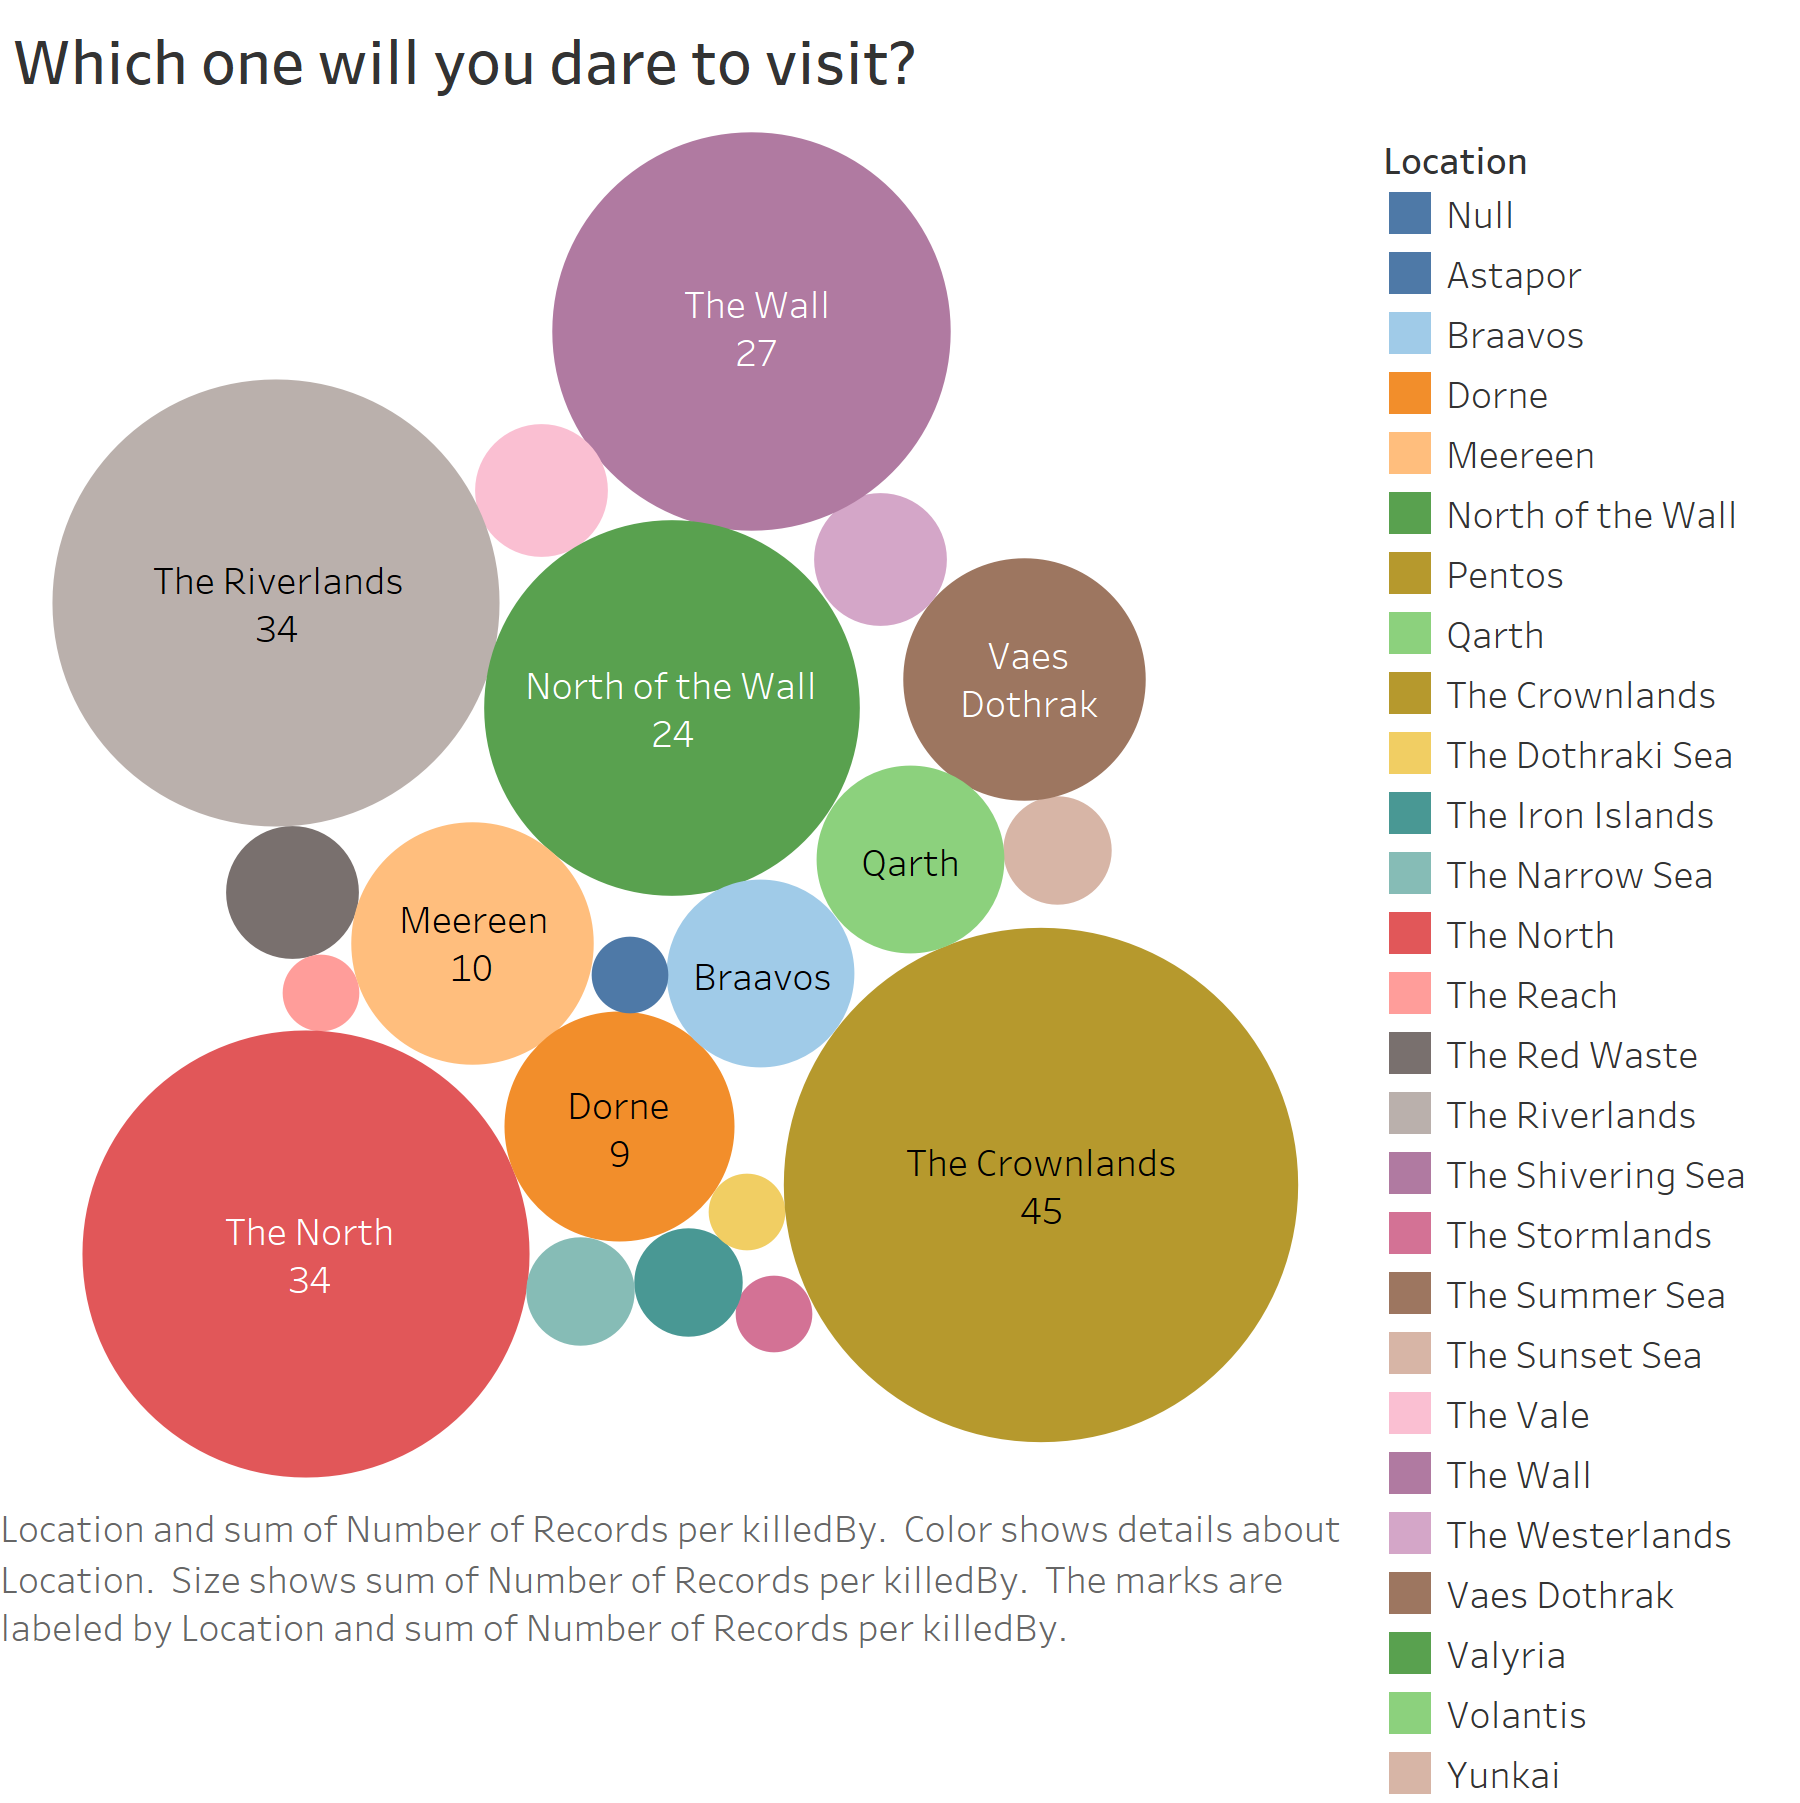 Which one will you dare to visit?
The Wall
27
The Riverlands
34
North of the Wall
24
Vaes
Dothrak
Qarth
Meereen
10
Braavos
Dorne
9
The Crownlands
45
The North
34
Location
Null
Astapor
Braavos
Dorne
Meereen
North of the Wall
Pentos
Qarth
The Crownlands
The Dothraki Sea
The Iron Islands
The Narrow Sea
The North
The Reach
The Red Waste
The Riverlands
The Shivering Sea
The Stormlands
The Summer Sea
The Sunset Sea
The Vale
The Wall
The Westerlands
Vaes Dothrak
Valyria
Volantis
Yunkai
Location and sum of Number of Records per killedBy.  Color shows details about
Location.  Size shows sum of Number of Records per killedBy.  The marks are
labeled by Location and sum of Number of Records per killedBy.